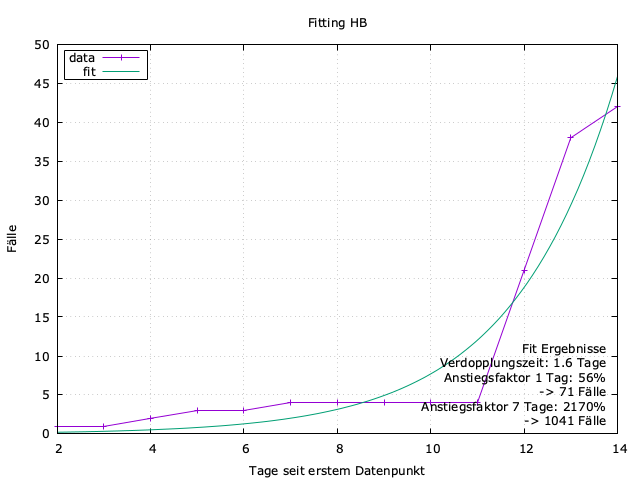 Fitting HB
50
45
40
35
30
25
20
15
10
5
0
Fälle
data
fit
Fit Ergebnisse
Verdopplungszeit: 1.6 Tage
Anstiegsfaktor 1 Tag: 56%
-> 71 Fälle
Anstiegsfaktor 7 Tage: 2170%
-> 1041 Fälle
2 4 6 8 10 12 14
Tage seit erstem Datenpunkt